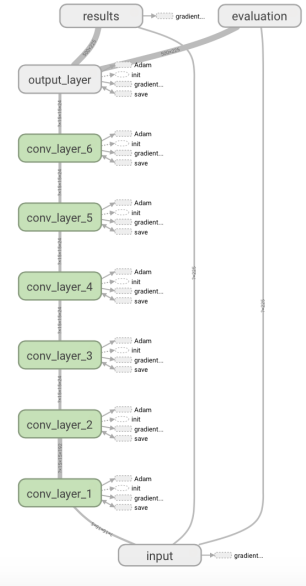 results
gradient...
evaluation
output_layer
Adam
init
gradient...
save
conv_layer_6
Adam
init
gradient...
save
conv_layer_5
Adam
init
gradient...
save
conv_layer_4
Adam
init
gradient...
save
conv_layer_3
Adam
init
gradient...
save
conv_layer_2
Adam
init
gradient...
save
conv_layer_1
Adam
init
gradient...
save
input
gradient...